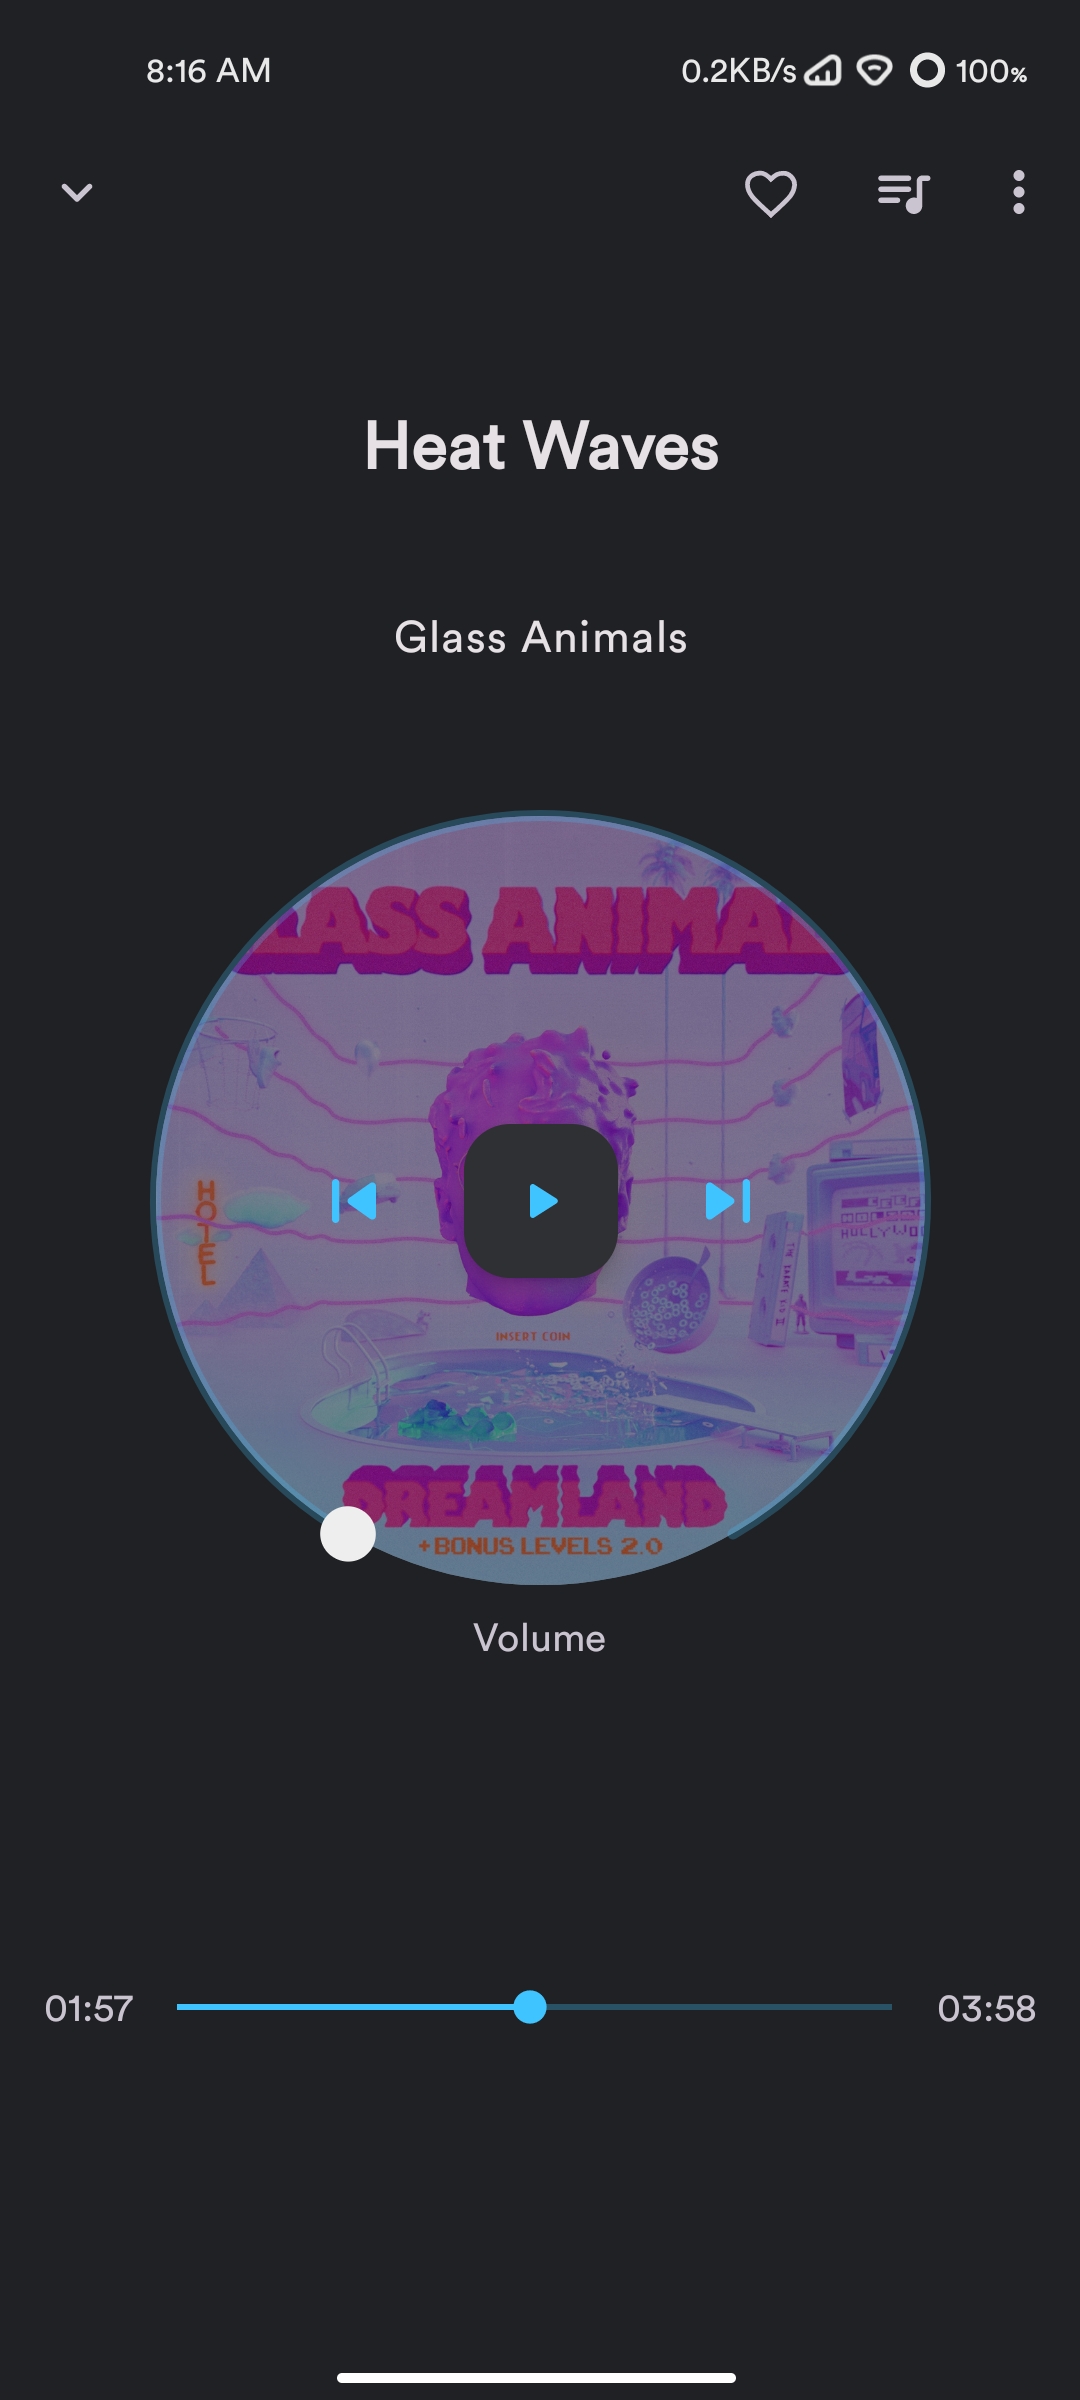 8:16 AM 0.2KB/s 100%
Heat Waves
Glass Animals
LASS ANIMA
HOTEL
HOLLYWO
INSERT COIN
DREAMLAND
+BONUS LEVELS 2.0
Volume
01:57 03:58